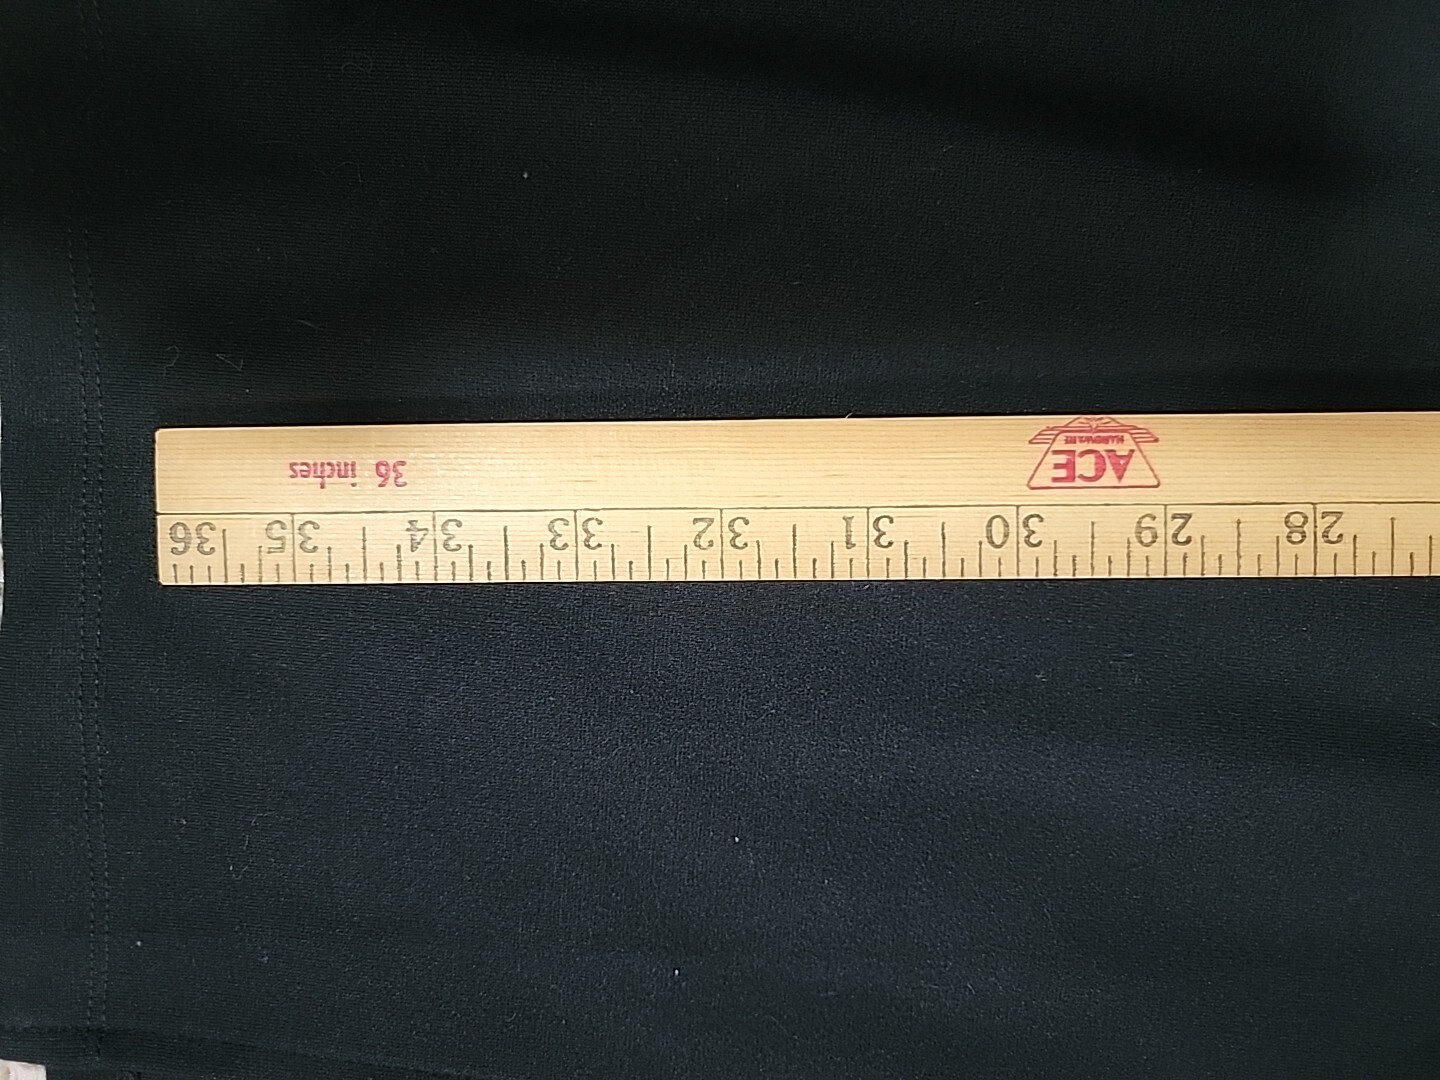 ACE
HARDWARE
36 inches
28 29 30 31 32 33 34 35 36